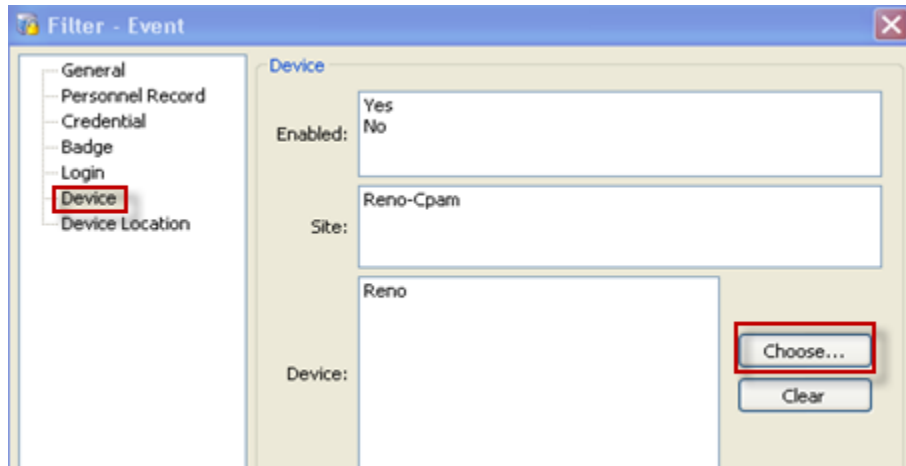 Filter - Event
General
Personnel Record
Credential
Badge
Login
Device
Device Location
Device
Enabled:
Yes
No
Site:
Reno-Cpam
Device:
Reno
Choose...
Clear